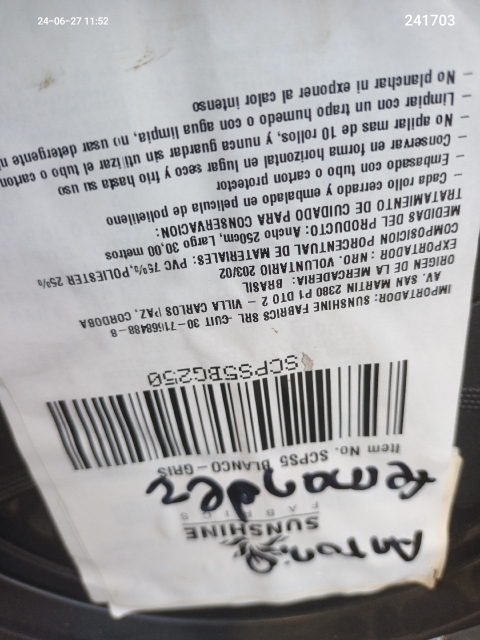 24-06-27 11:52
241703
Antonio
SUNSHINE
FABRICS
fernandez
Item No. SCPS5 BLANCO-GRIS
SCPS5BG250
IMPORTADOR: SUNSHINE FABRICS SRL -CUIT 30-71568488-8
AV. SAN MARTIN 2380 P1 DTO 2 - VILLA CARLOS PAZ, CORDOBA
ORIGEN DE LA MERCADERIA: BRASIL
EXPORTADOR: NRO. VOLUNTARIO 203/02
COMPOSICION PORCENTUAL DE MATERIALES: PVC 75%, POLIESTER 25%
MEDIDAS DEL PRODUCTO: Ancho 250cm, Largo, 30,00 metros
TRATAMIENTO DE CUIDADO PARA CONSERVACION:
- Cada rollo cerrado y embalado en pelicula de polietileno
- Embasado con tubo o carton protector
- Conservar en forma horizontal en lugar seco y frio hasta su uso
- No apilar mas de 10 rollos, y nunca guardar sin utilizar el tubo o carton
- Limpiar con un trapo humedo o con agua limpia, no usar detergente
- No planchar ni exponer al calor intenso